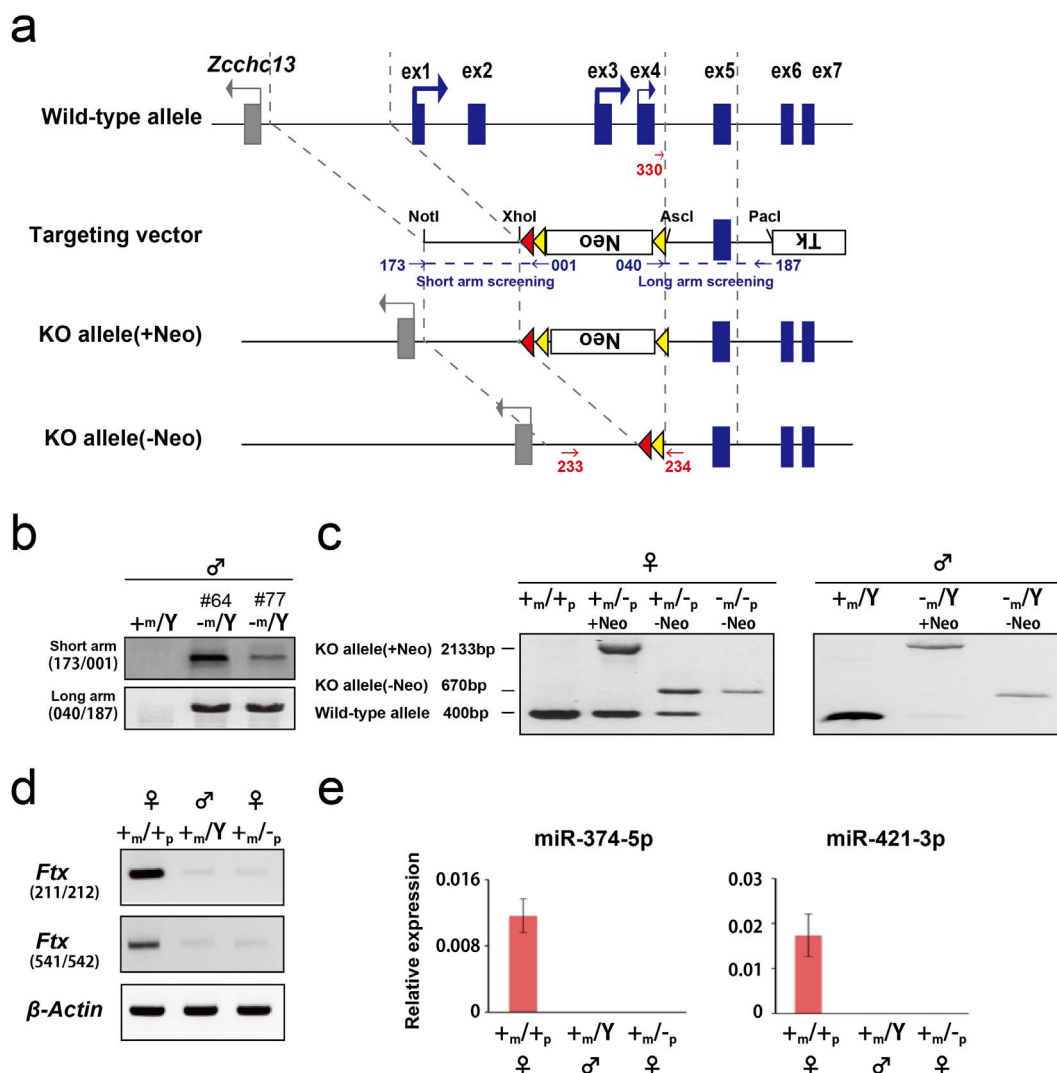 a
Zcchc13 ex1 ex2 ex3 ex4 ex5 ex6 ex7
Wild-type allele
330
NotI XhoI AscI PacI
Targeting vector Neo Tk
173 001 040 187
Short arm screening Long arm screening
KO allele(+Neo) Neo
KO allele(-Neo)
233 234
b
♂
#64 #77
+m/Y -m/Y -m/Y
Short arm
(173/001)
Long arm
(040/187)
c
♀ ♂
+m/+p +m/-p +m/-p -m/-p +m/Y -m/Y -m/Y
+Neo -Neo -Neo +Neo -Neo
KO allele(+Neo) 2133bp
KO allele(-Neo) 670bp
Wild-type allele 400bp
d
♀ ♂ ♀
+m/+p +m/Y +m/-p
Ftx
(211/212)
Ftx
(541/542)
β-Actin
e
miR-374-5p
Relative expression
0.016
0.008
0
+m/+p +m/Y +m/-p
♀ ♂ ♀
miR-421-3p
0.03
0.02
0.01
0
+m/+p +m/Y +m/-p
♀ ♂ ♀